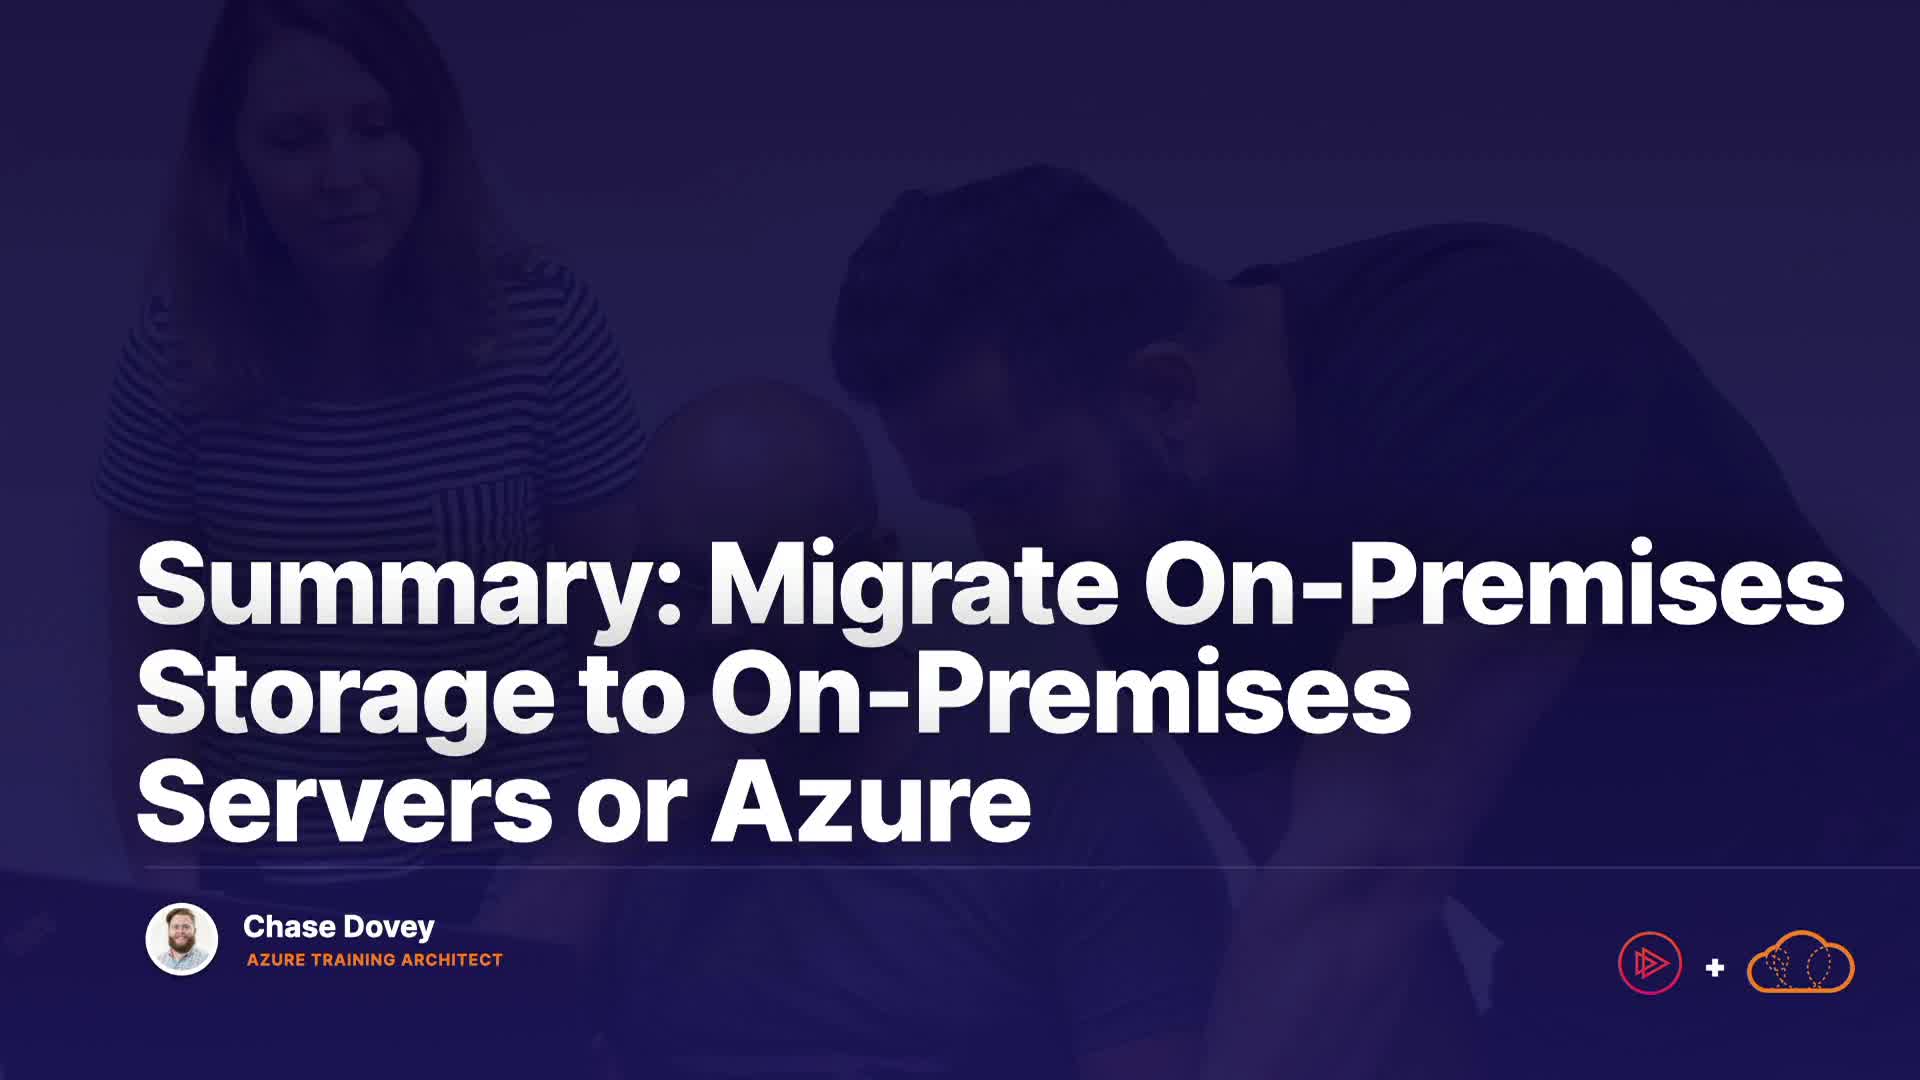 Summary: Migrate On-Premises
Storage to On-Premises
Servers or Azure
Chase Dovey
AZURE TRAINING ARCHITECT
+